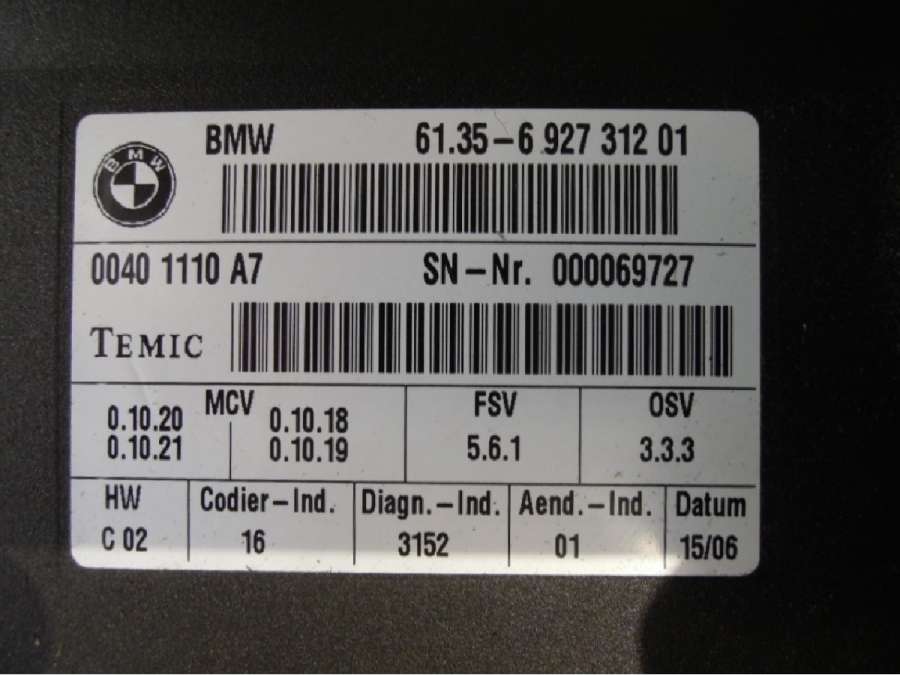 BMW 61.35-6 927 312 01
BMW
0040 1110 A7 SN-Nr. 000069727
TEMIC
MCV FSV OSV
0.10.20 0.10.18
0.10.21 0.10.19 5.6.1 3.3.3
HW Codier-Ind. Diagn.-Ind. Aend.-Ind. Datum
C 02 16 3152 01 15/06